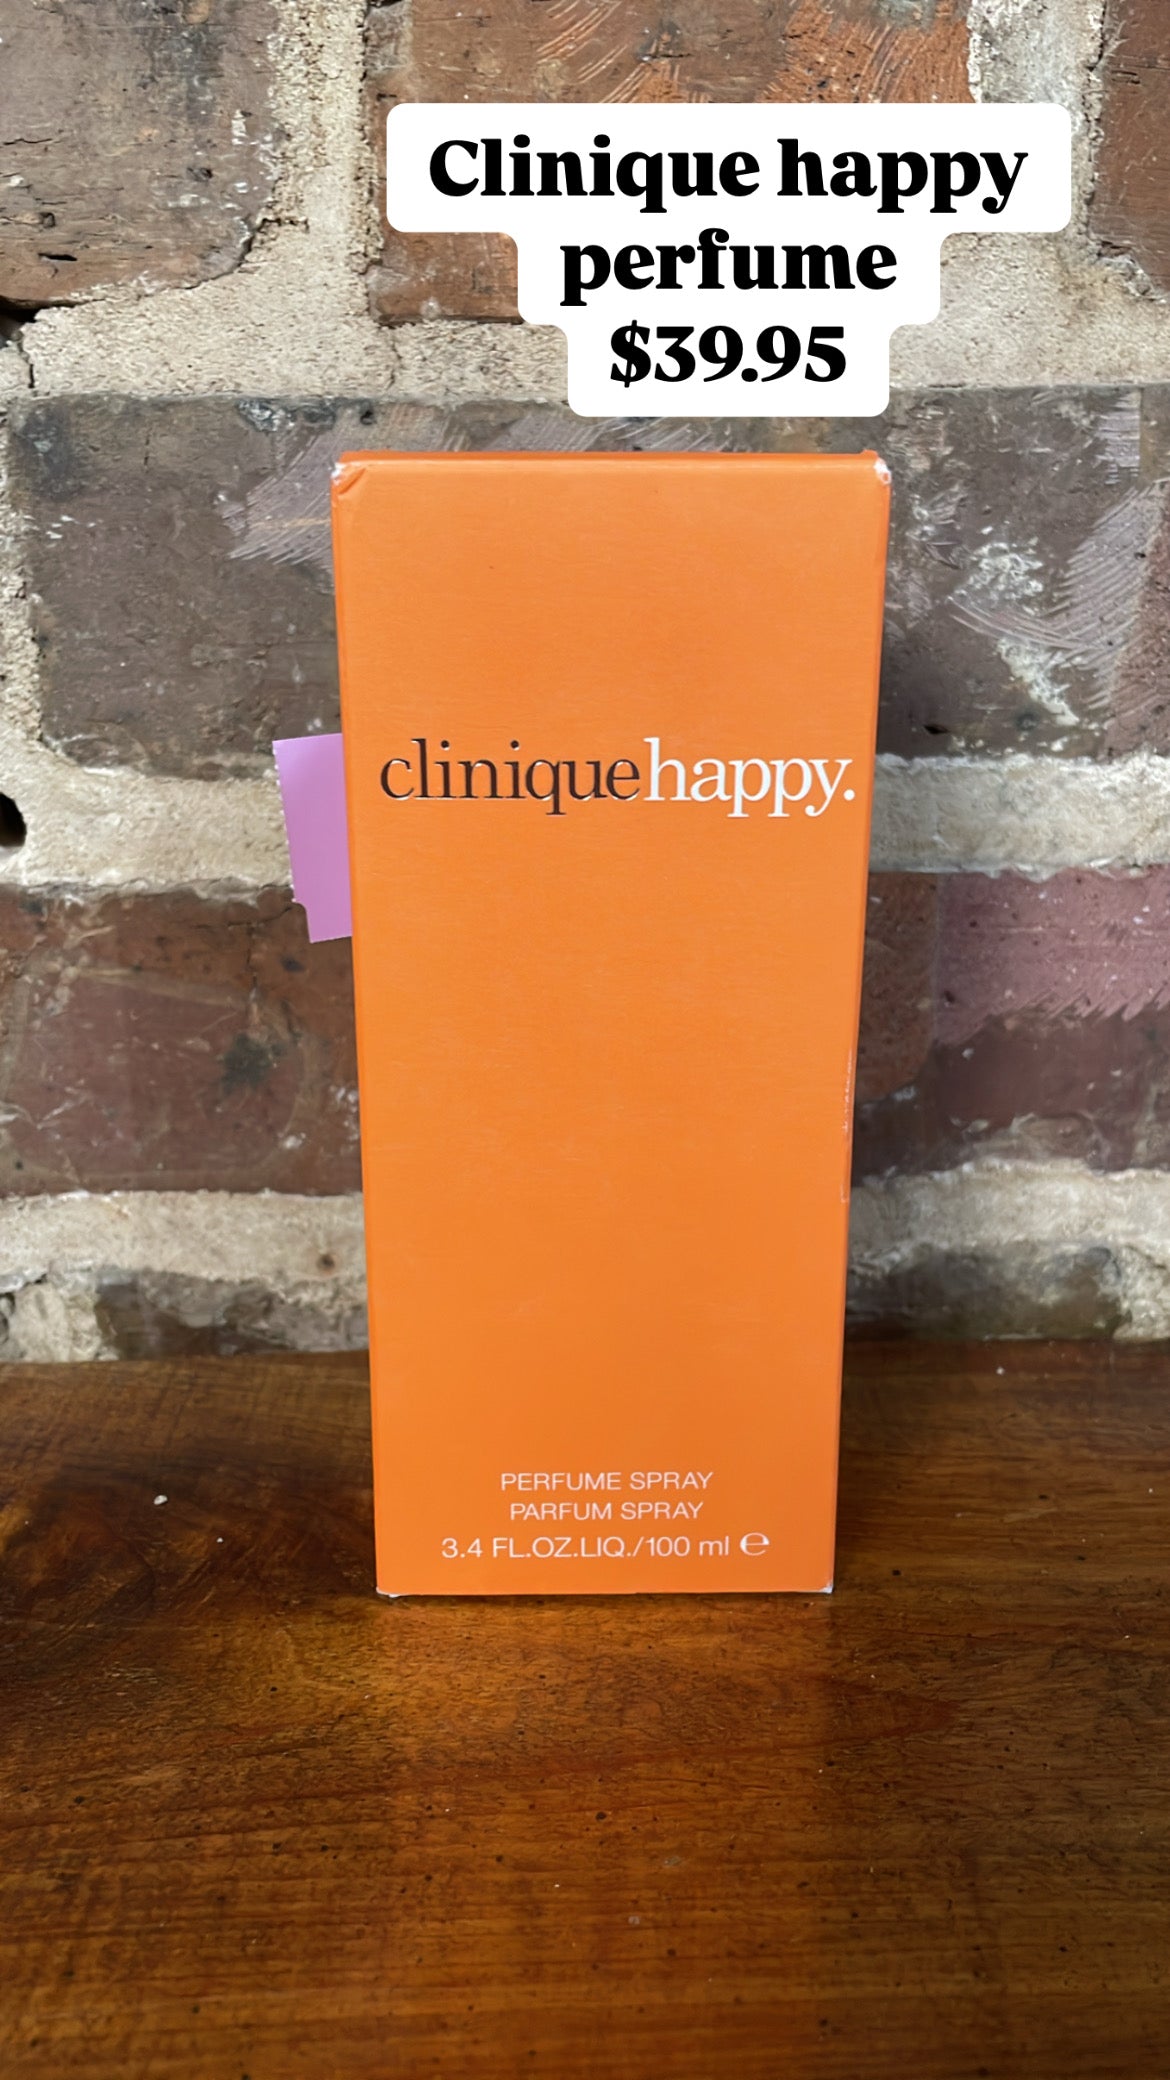 Clinique happy
perfume
$39.95
cliniquehappy.
PERFUME SPRAY
PARFUM SPRAY
3.4 FL.OZ.LIQ./100 ml ℮